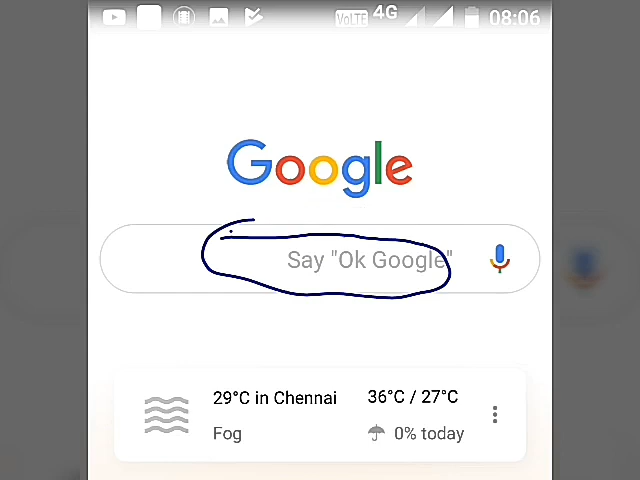 VoLTE 4G 08:06
Google
Say "Ok Google"
29°C in Chennai 36°C / 27°C
Fog 0% today